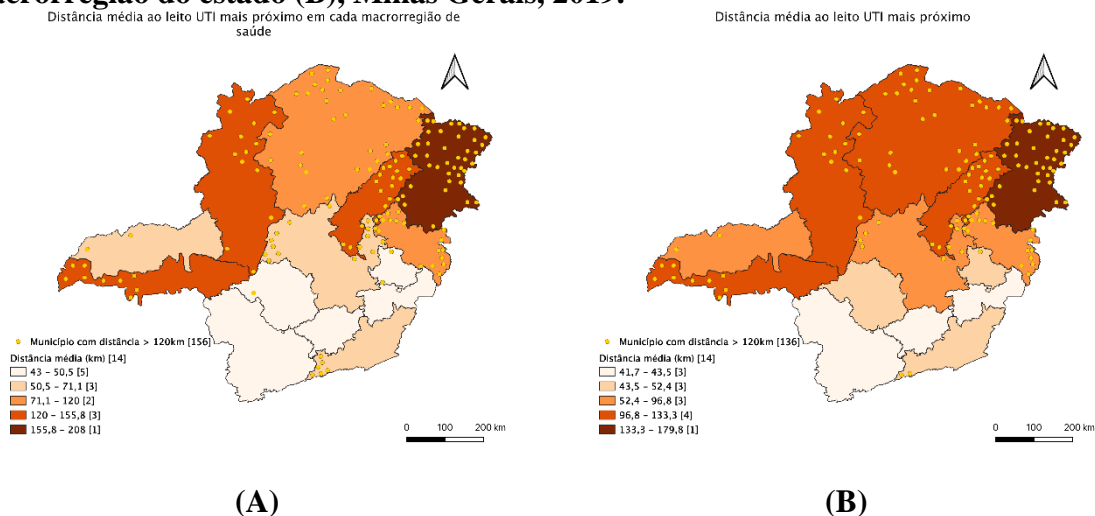 acrorregião do estado (B), Minas Gerais, 2019.
Distância média ao leito UTI mais próximo em cada macrorregião de
saúde
Município com distância > 120km [156]
Distância média (km) [14]
43 – 50,5 [5]
50,5 – 71,1 [3]
71,1 – 120 [2]
120 – 155,8 [3]
155,8 – 208 [1]
0 100 200 km
(A)
Distância média ao leito UTI mais próximo
Município com distância > 120km [136]
Distância média (km) [14]
41,7 – 43,5 [3]
43,5 – 52,4 [3]
52,4 – 96,8 [3]
96,8 – 133,3 [4]
133,3 – 179,8 [1]
0 100 200 km
(B)